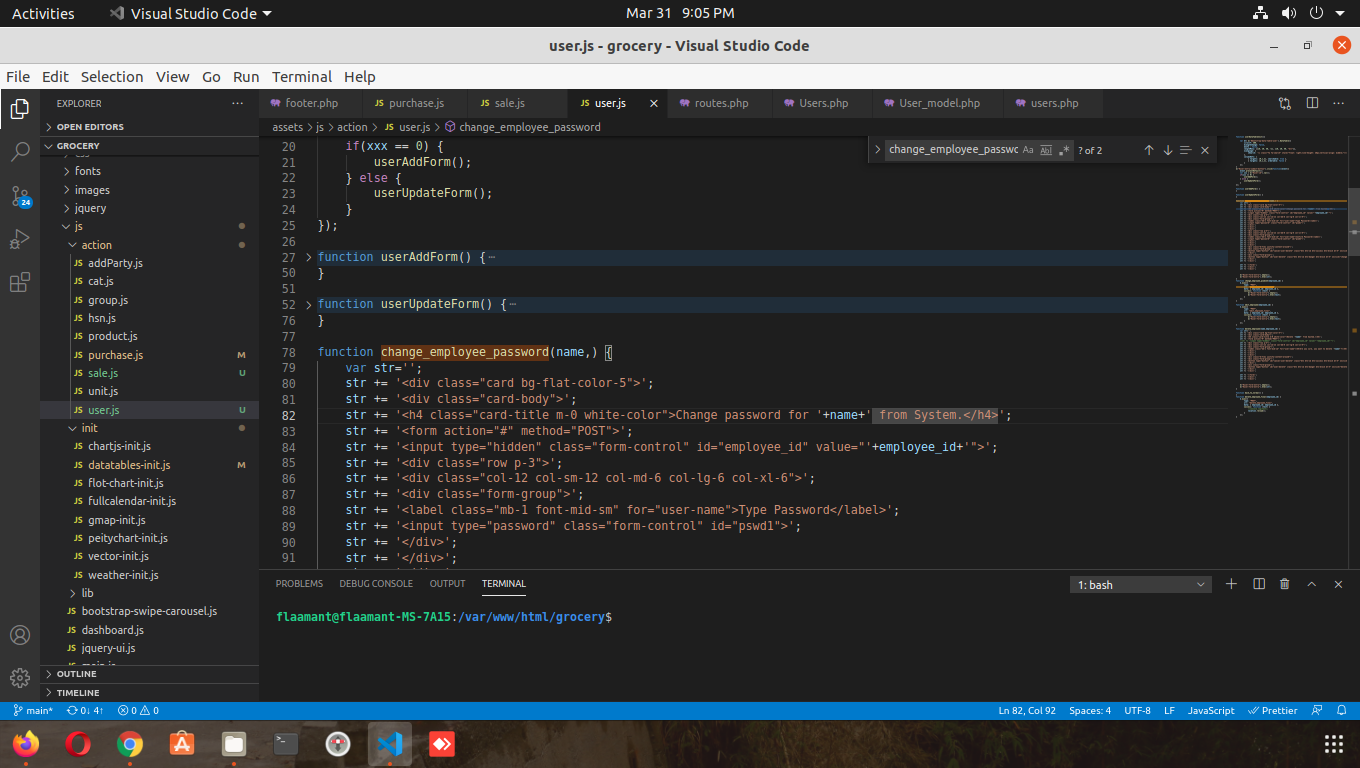 Activities Visual Studio Code Mar 31 9:05 PM
user.js - grocery - Visual Studio Code
File Edit Selection View Go Run Terminal Help
EXPLORER
OPEN EDITORS
GROCERY
fonts
images
jquery
js
action
addParty.js
cat.js
group.js
hsn.js
product.js
purchase.js M
sale.js U
unit.js
user.js U
init
chartjs-init.js
datatables-init.js M
flot-chart-init.js
fullcalendar-init.js
gmap-init.js
peitychart-init.js
vector-init.js
weather-init.js
lib
bootstrap-swipe-carousel.js
dashboard.js
jquery-ui.js
OUTLINE
TIMELINE
24
footer.php purchase.js sale.js user.js routes.php Users.php User_model.php users.php
assets > js > action > JS user.js > change_employee_password
change_employee_passwc Aa Abl .* ? of 2
20 if(xxx == 0) {
21 userAddForm();
22 } else {
23 userUpdateForm();
24 }
25 });
26
27 function userAddForm() {⋯
50 }
51
52 function userUpdateForm() {⋯
76 }
77
78 function change_employee_password(name,) {
79 var str='';
80 str += '<div class="card bg-flat-color-5">';
81 str += '<div class="card-body">';
82 str += '<h4 class="card-title m-0 white-color">Change password for '+name+' from System.</h4>';
83 str += '<form action="#" method="POST">';
84 str += '<input type="hidden" class="form-control" id="employee_id" value="'+employee_id+'">';
85 str += '<div class="row p-3">';
86 str += '<div class="col-12 col-sm-12 col-md-6 col-lg-6 col-xl-6">';
87 str += '<div class="form-group">';
88 str += '<label class="mb-1 font-mid-sm" for="user-name">Type Password</label>';
89 str += '<input type="password" class="form-control" id="pswd1">';
90 str += '</div>';
91 str += '</div>';
PROBLEMS DEBUG CONSOLE OUTPUT TERMINAL 1: bash
flaamant@flaamant-MS-7A15:/var/www/html/grocery$
main* 0↓ 4↑ 0 0 Ln 82, Col 92 Spaces: 4 UTF-8 LF JavaScript Prettier